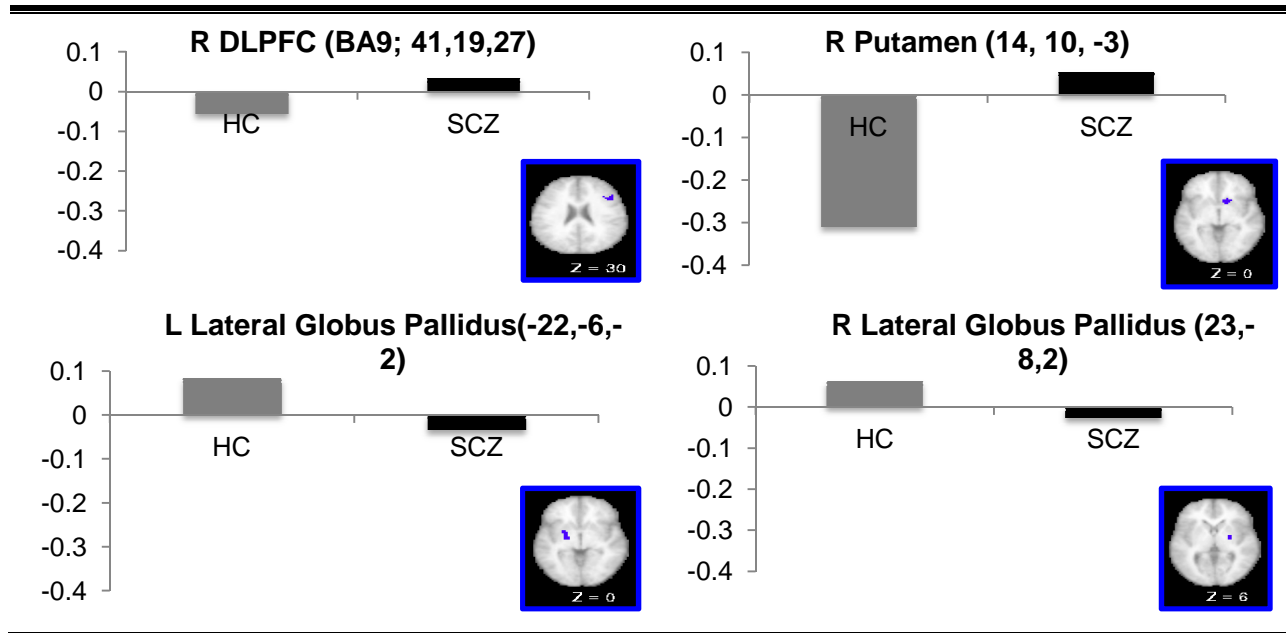 R DLPFC (BA9; 41,19,27)
0.1
0
-0.1
-0.2
-0.3
-0.4
HC
SCZ
Z = 30
R Putamen (14, 10, -3)
0.1
0
-0.1
-0.2
-0.3
-0.4
HC
SCZ
Z = 0
L Lateral Globus Pallidus(-22,-6,-
2)
0.1
0
-0.1
-0.2
-0.3
-0.4
HC
SCZ
Z = 0
R Lateral Globus Pallidus (23,-
8,2)
0.1
0
-0.1
-0.2
-0.3
-0.4
HC
SCZ
Z = 6